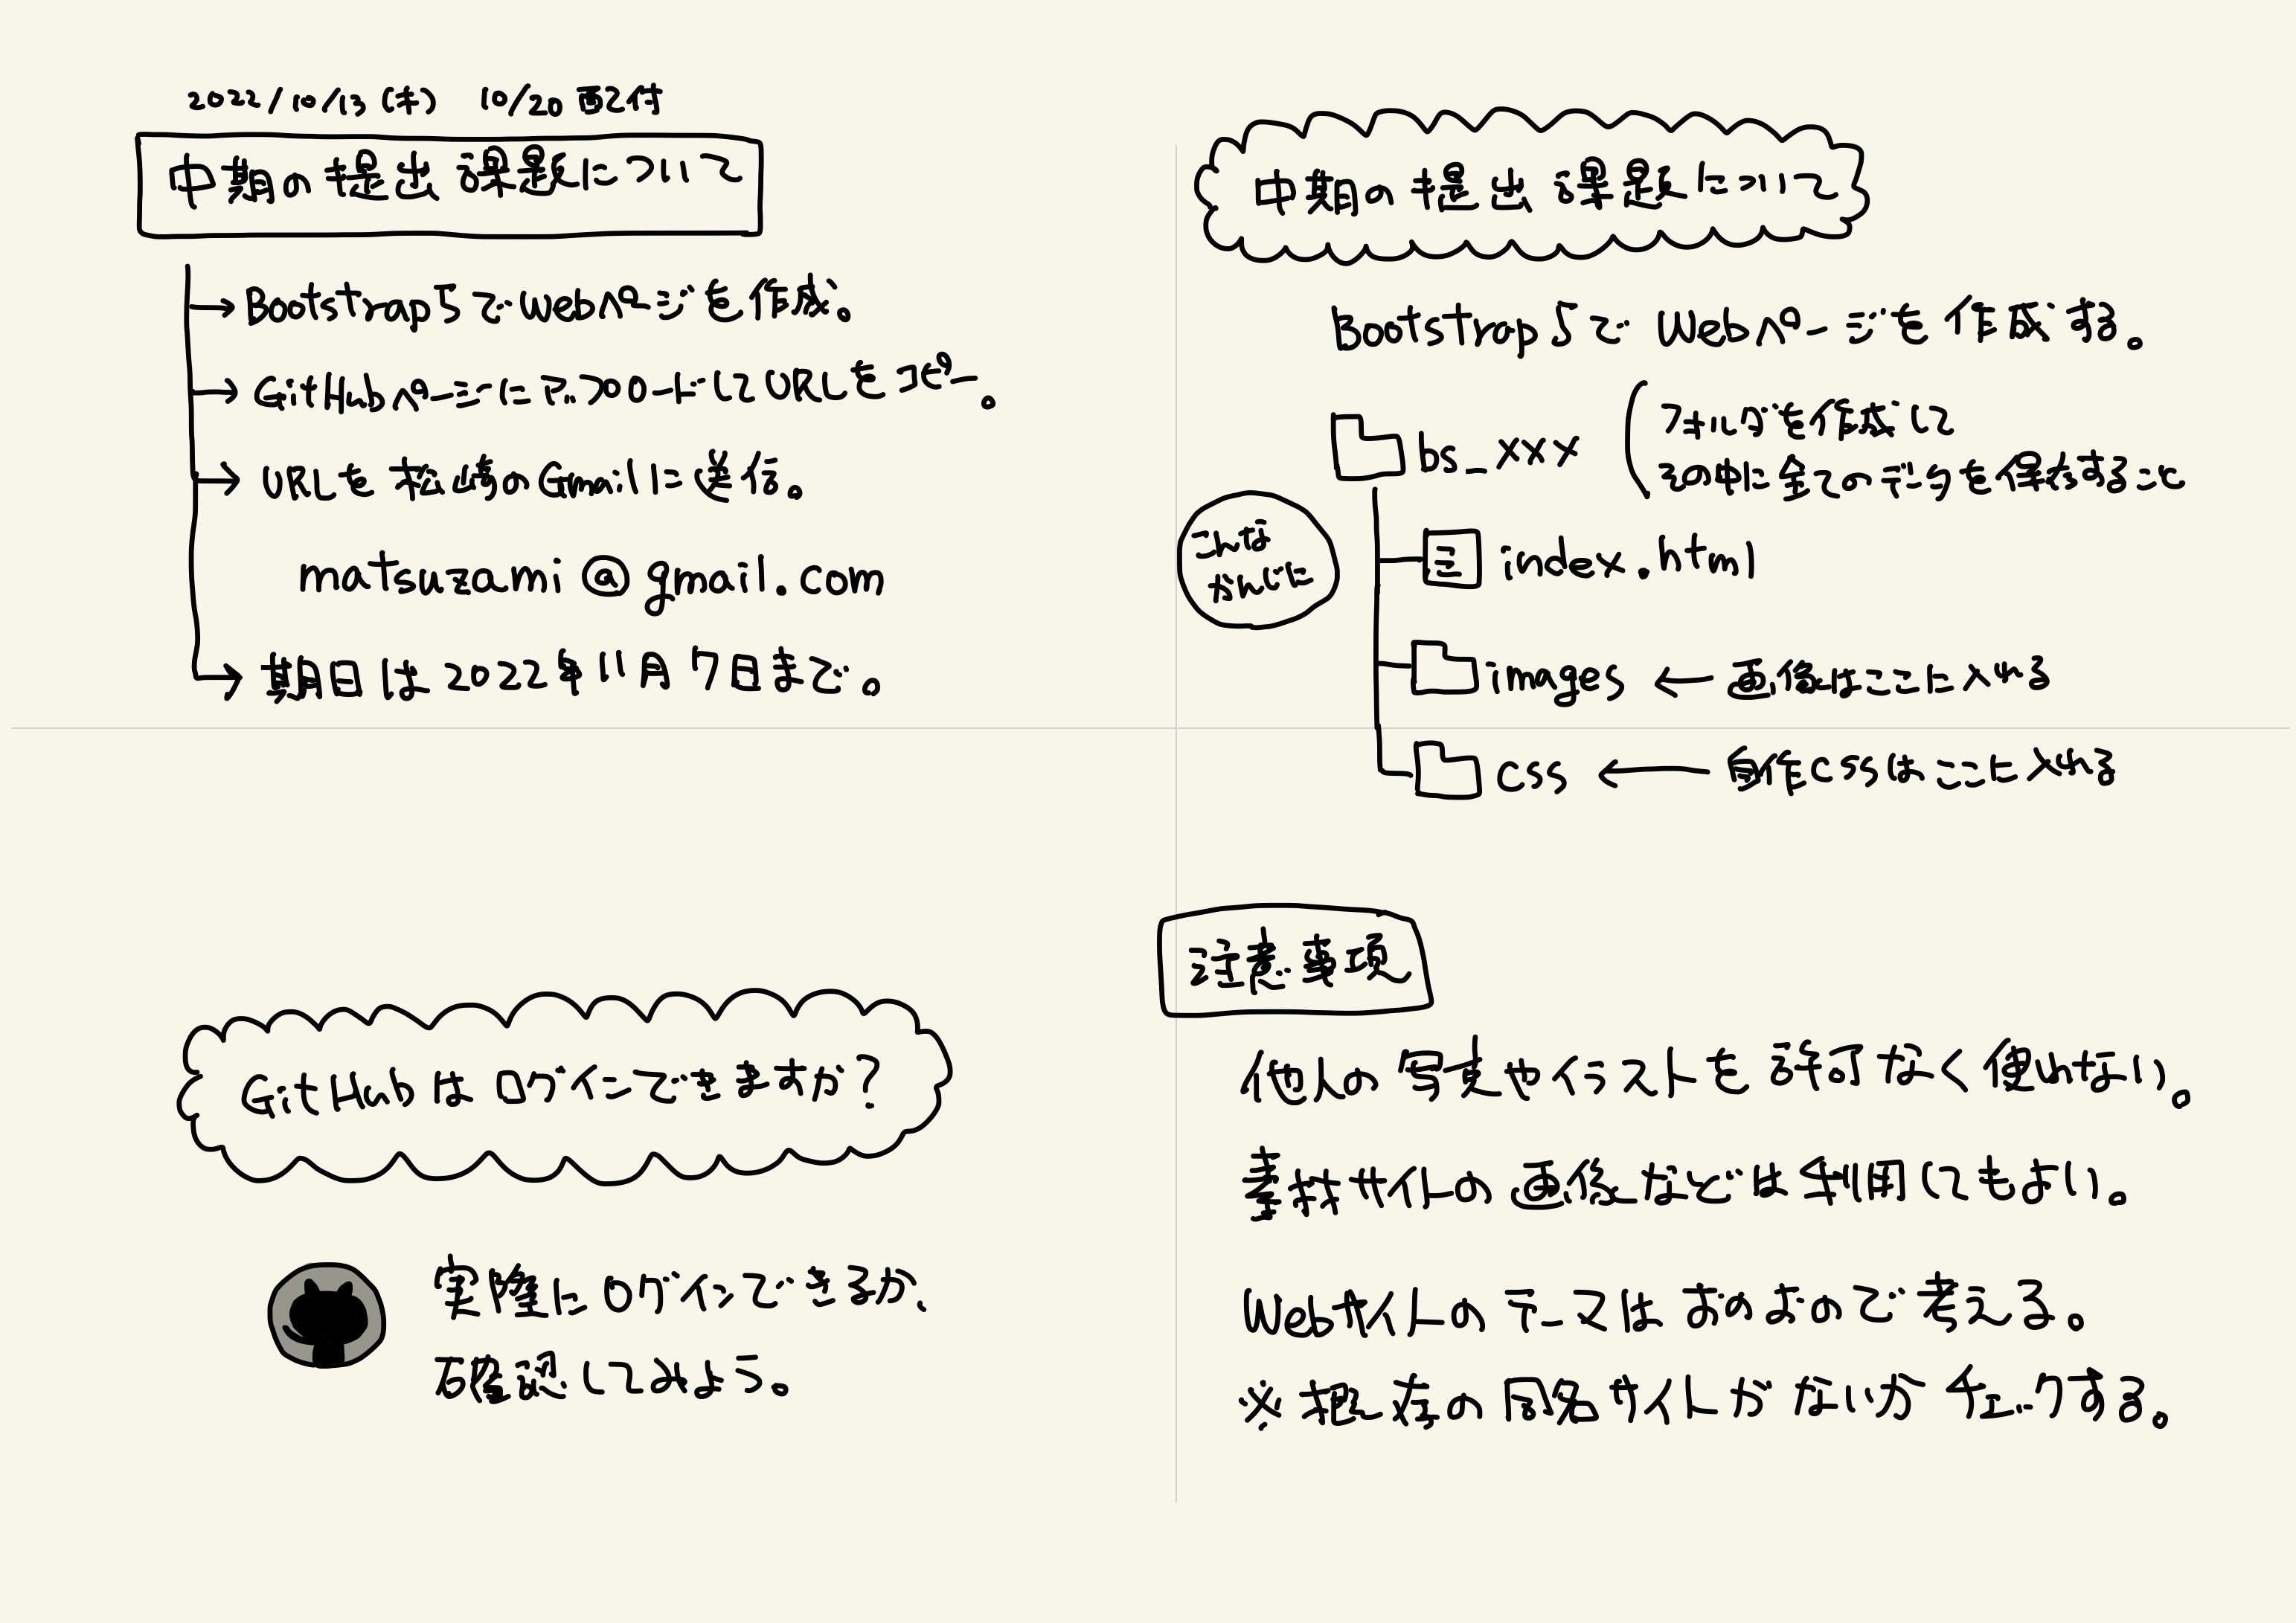 2022/10/13(木) 10/20配付
中期の提出課題について
Bootstrap5でWebページを作成。
GitHubページにアップロードしてURLをコピー。
URLを松崎のGmailに送信。
matsuzami@gmail.com
期日は2022年11月7日まで。
中期の提出課題について
Bootstrap5でWebページを作成する。
bs_xxx
フォルダを作成して
その中に全てのデータを保存すること
こんな
かんじに
index.html
images ← 画像はここに入れる
css ← 自作cssはここに入れる
GitHubはログインできますか?
実際にログインできるか、
確認してみよう。
注意事項
他人の写真やイラストを許可なく使わない。
素材サイトの画像などは利用してもよい。
Webサイトのテーマはおのおので考える。
※ 存の同名サイトがないかチェックする。